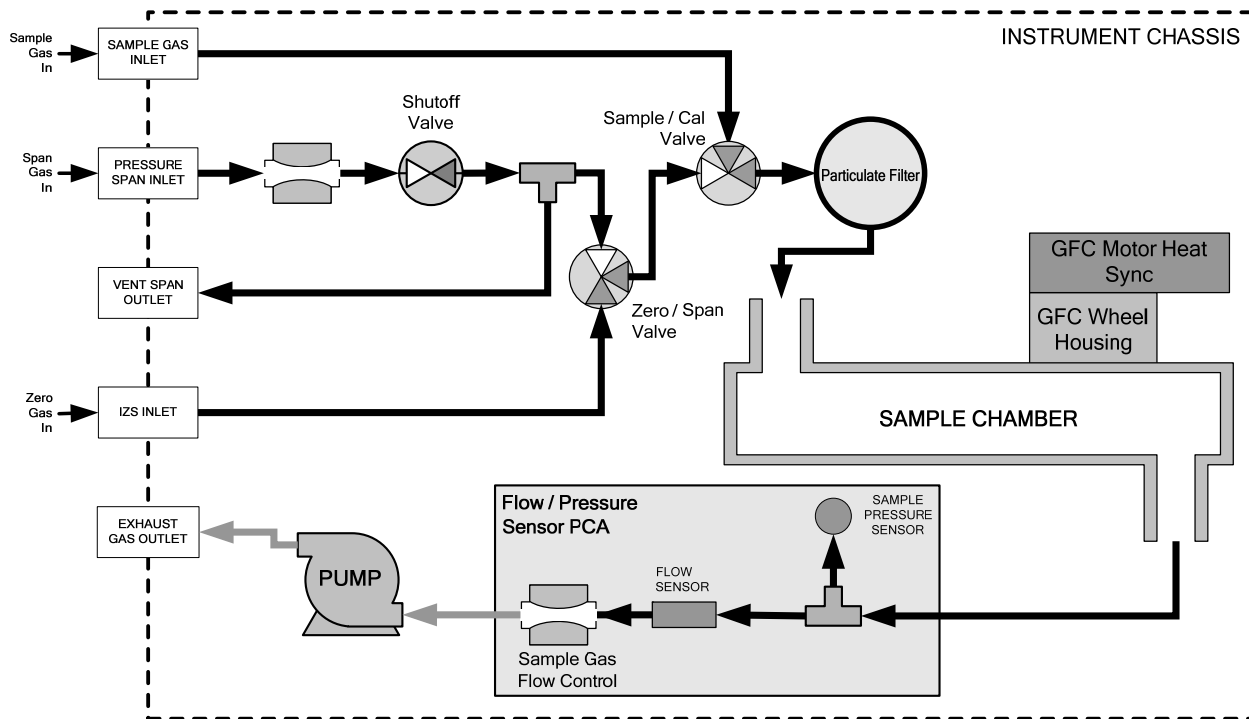 INSTRUMENT CHASSIS
Sample
Gas
In
SAMPLE GAS
INLET
Shutoff
Valve
Sample / Cal
Valve
Span
Gas
In
PRESSURE
SPAN INLET
Particulate Filter
GFC Motor Heat
Sync
VENT SPAN
OUTLET
Zero / Span
Valve
GFC Wheel
Housing
Zero
Gas
In
IZS INLET
SAMPLE CHAMBER
EXHAUST
GAS OUTLET
PUMP
Flow / Pressure
Sensor PCA
SAMPLE
PRESSURE
SENSOR
FLOW
SENSOR
Sample Gas
Flow Control